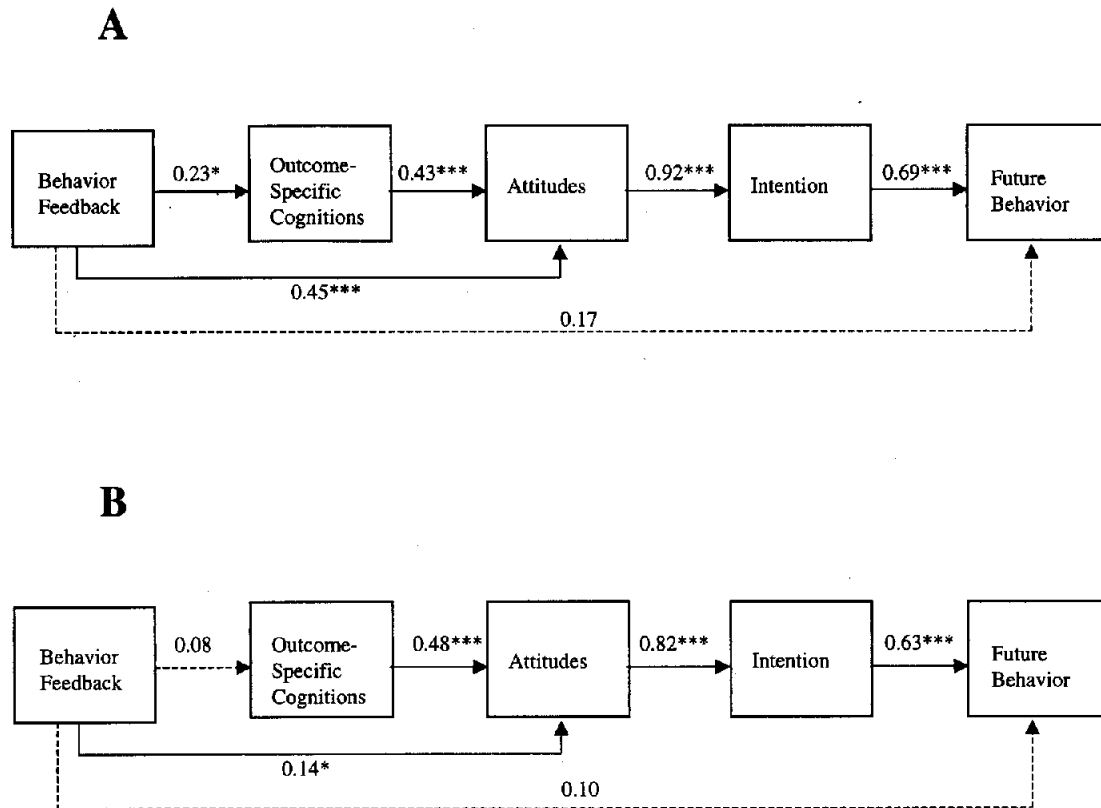 A
Behavior
Feedback
0.23*
Outcome-
Specific
Cognitions
0.43***
Attitudes
0.92***
Intention
0.69***
Future
Behavior
0.45***
0.17
B
Behavior
Feedback
0.08
Outcome-
Specific
Cognitions
0.48***
Attitudes
0.82***
Intention
0.63***
Future
Behavior
0.14*
0.10